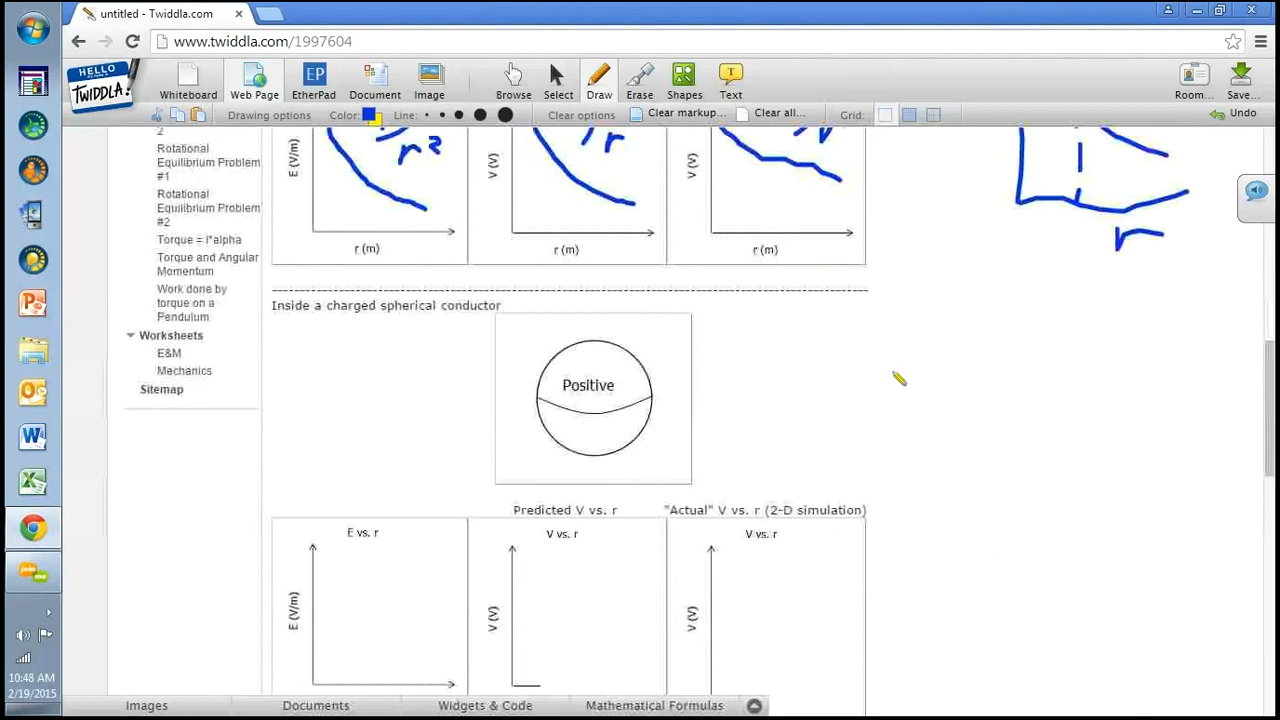 untitled - Twiddla.com
www.twiddla.com/1997604
HELLO
TWIDDLA!
Whiteboard
Web Page
EP
EtherPad
Document
Image
Browse
Select
Draw
Erase
Shapes
T
Text
Room...
Save...
Drawing options
Color:
Line:
Clear options
Clear markup...
Clear all...
Grid:
Undo
2
Rotational
Equilibrium Problem
#1
Rotational
Equilibrium Problem
#2
Torque = I*alpha
Torque and Angular
Momentum
Work done by
torque on a
Pendulum
Worksheets
E&M
Mechanics
Sitemap
E (V/m)
r²
r (m)
V (V)
r
r (m)
V (V)
r (m)
r
Inside a charged spherical conductor
Positive
Predicted V vs. r
"Actual" V vs. r (2-D simulation)
E vs. r
V vs. r
V vs. r
E (V/m)
V (V)
V (V)
Images
Documents
Widgets & Code
Mathematical Formulas
join
me
10:48 AM
2/19/2015